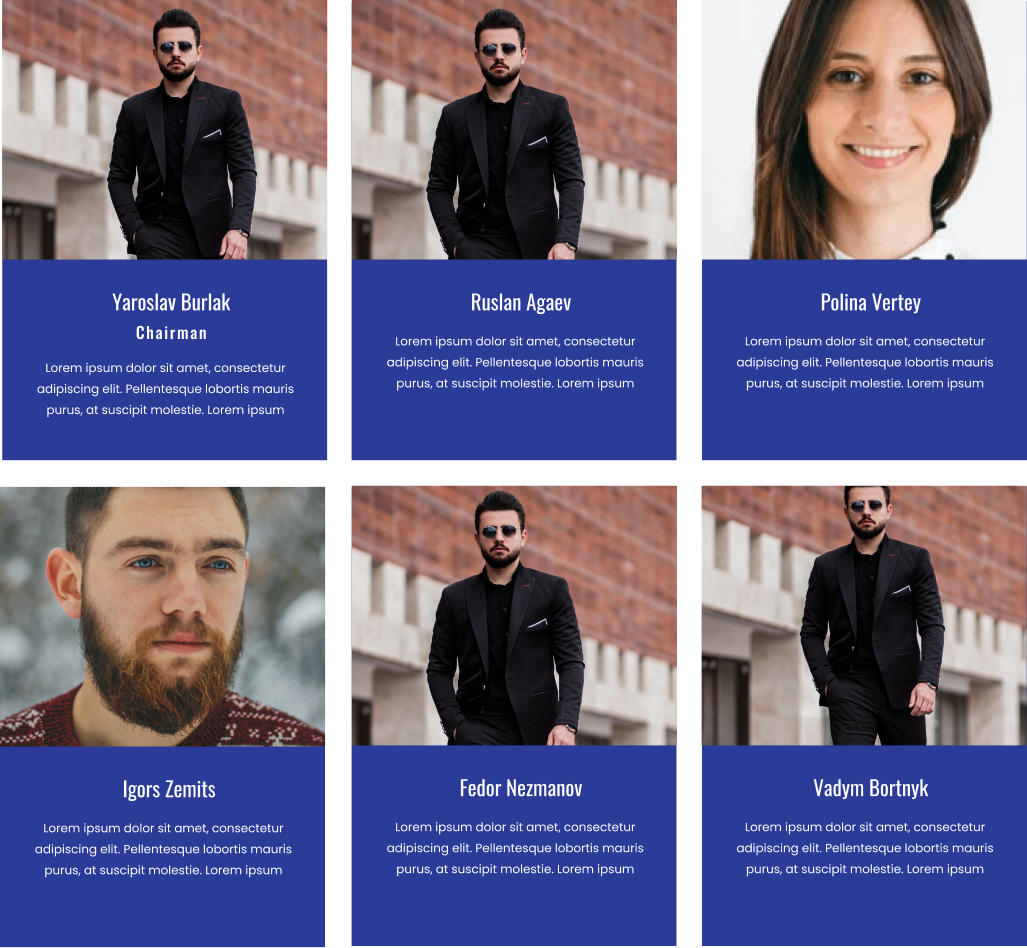 Yaroslav Burlak
Chairman
Lorem ipsum dolor sit amet, consectetur
adipiscing elit. Pellentesque lobortis mauris
purus, at suscipit molestie. Lorem ipsum
Ruslan Agaev
Lorem ipsum dolor sit amet, consectetur
adipiscing elit. Pellentesque lobortis mauris
purus, at suscipit molestie. Lorem ipsum
Polina Vertey
Lorem ipsum dolor sit amet, consectetur
adipiscing elit. Pellentesque lobortis mauris
purus, at suscipit molestie. Lorem ipsum
Igors Zemits
Lorem ipsum dolor sit amet, consectetur
adipiscing elit. Pellentesque lobortis mauris
purus, at suscipit molestie. Lorem ipsum
Fedor Nezmanov
Lorem ipsum dolor sit amet, consectetur
adipiscing elit. Pellentesque lobortis mauris
purus, at suscipit molestie. Lorem ipsum
Vadym Bortnyk
Lorem ipsum dolor sit amet, consectetur
adipiscing elit. Pellentesque lobortis mauris
purus, at suscipit molestie. Lorem ipsum